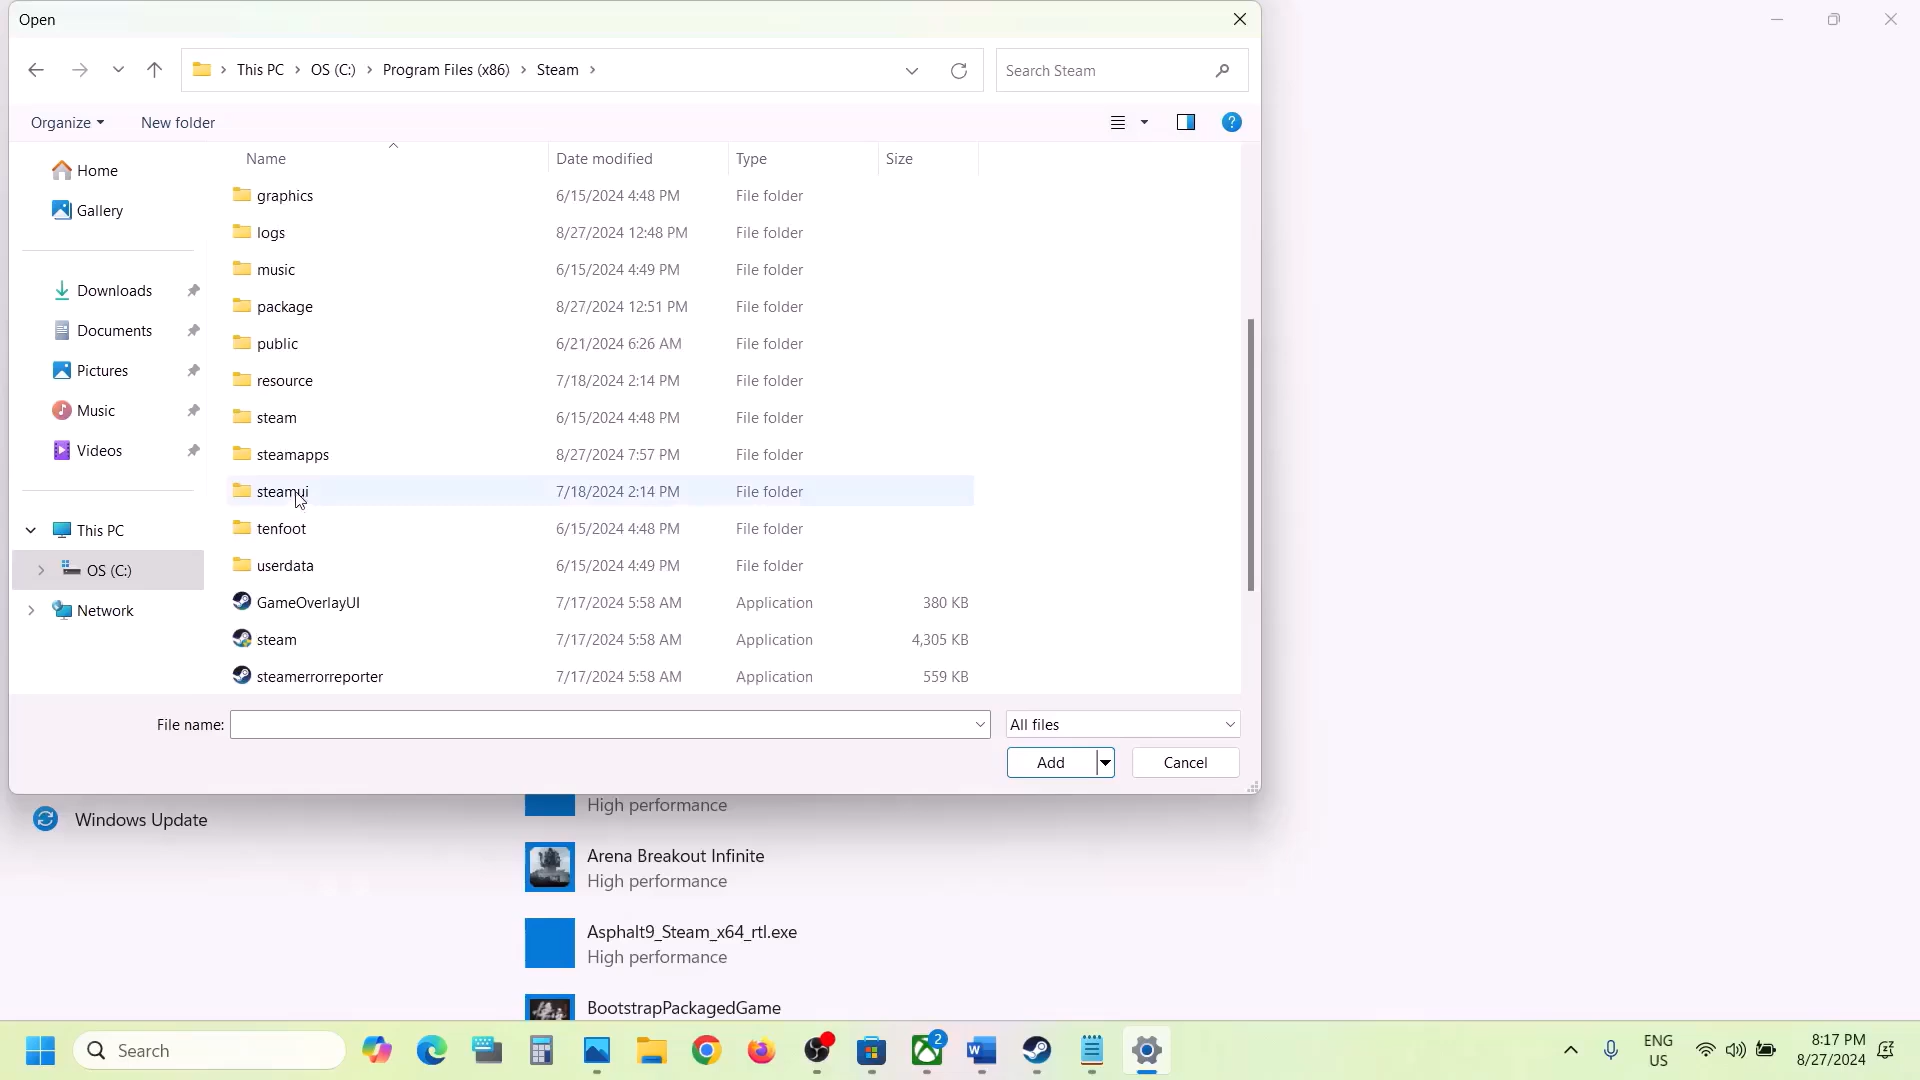 Open
This PC > OS (C:) > Program Files (x86) > Steam >
Search Steam
Organize
New folder
Name
Date modified
Type
Size
Home
Gallery
Downloads
Documents
Pictures
Music
Videos
This PC
OS (C:)
Network
graphics 6/15/2024 4:48 PM File folder
logs 8/27/2024 12:48 PM File folder
music 6/15/2024 4:49 PM File folder
package 8/27/2024 12:51 PM File folder
public 6/21/2024 6:26 AM File folder
resource 7/18/2024 2:14 PM File folder
steam 6/15/2024 4:48 PM File folder
steamapps 8/27/2024 7:57 PM File folder
steamui 7/18/2024 2:14 PM File folder
tenfoot 6/15/2024 4:48 PM File folder
userdata 6/15/2024 4:49 PM File folder
GameOverlayUI 7/17/2024 5:58 AM Application 380 KB
steam 7/17/2024 5:58 AM Application 4,305 KB
steamerrorreporter 7/17/2024 5:58 AM Application 559 KB
File name:
All files
Add
Cancel
Windows Update
High performance
Arena Breakout Infinite
High performance
Asphalt9_Steam_x64_rtl.exe
High performance
BootstrapPackagedGame
Search
2
ENG
US
8:17 PM
8/27/2024